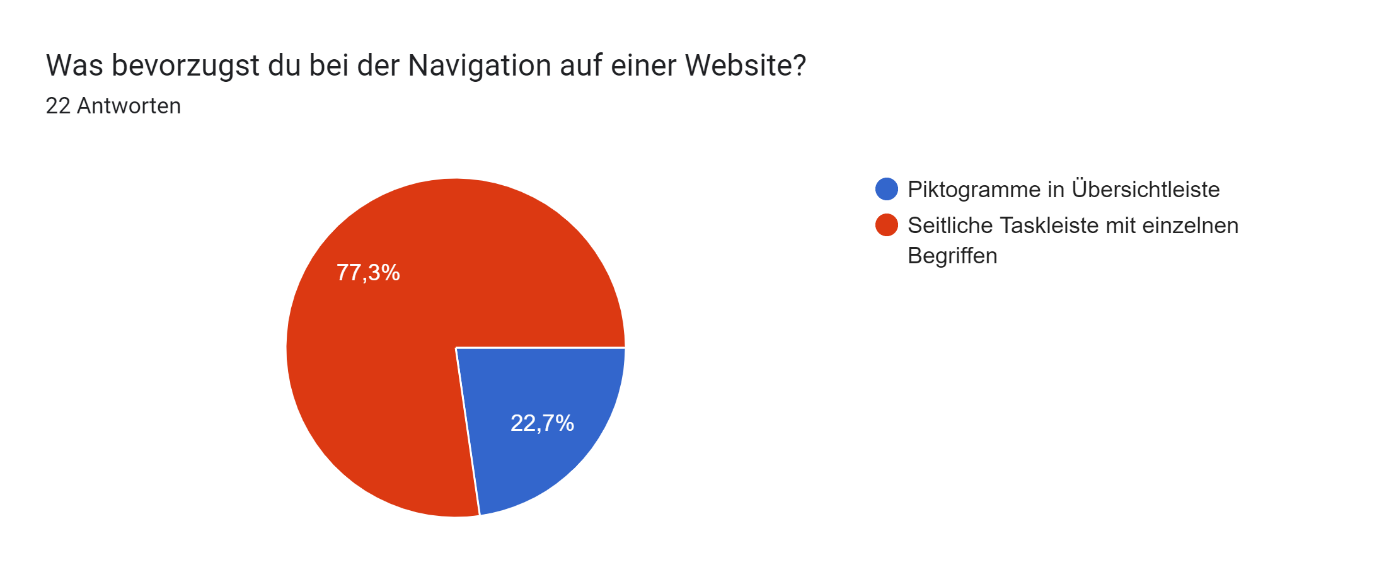 Was bevorzugst du bei der Navigation auf einer Website?
22 Antworten
Piktogramme in Übersichtleiste
Seitliche Taskleiste mit einzelnen
Begriffen
77,3%
22,7%